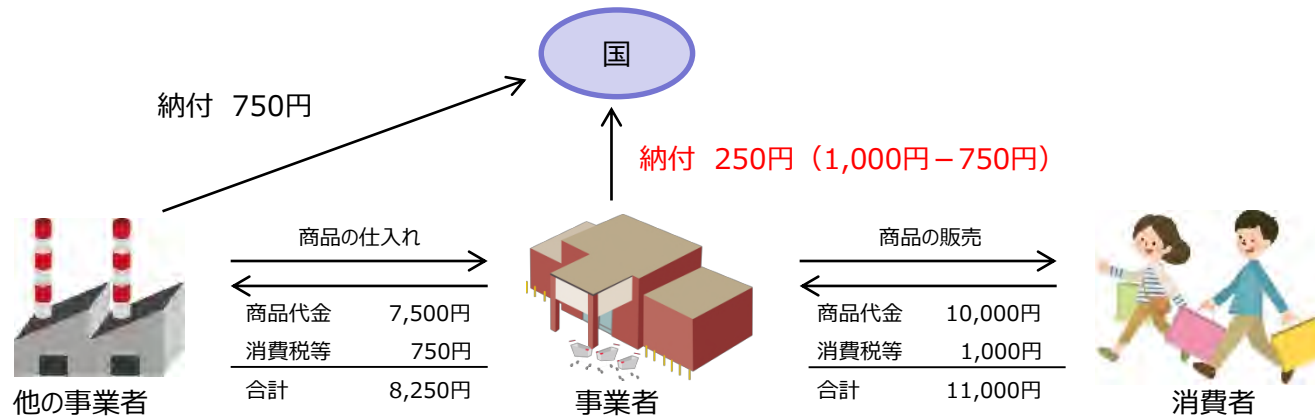 国
納付 750円
納付 250円（1,000円－750円）
商品の仕入れ
商品代金 7,500円
消費税等 750円
合計 8,250円
商品の販売
商品代金 10,000円
消費税等 1,000円
合計 11,000円
他の事業者
事業者
消費者